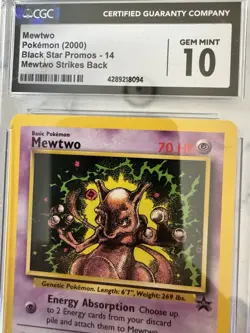 CGC
CERTIFIED GUARANTY COMPANY
Mewtwo
Pokémon (2000)
Black Star Promos - 14
Mewtwo Strikes Back
GEM MINT
10
4289218094
Basic Pokémon
Mewtwo
70 HP
Genetic Pokémon. Length: 6'7", Weight: 269 lbs.
Energy Absorption Choose up
to 2 Energy cards from your discard
pile and attach them to Mewtwo